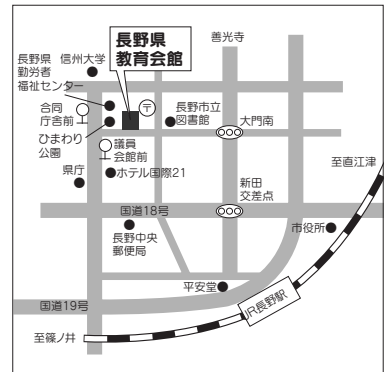 長野県
教育会館
善光寺
長野県
勤労者
福祉センター
信州大学
合同
庁舎前
〒
長野市立
図書館
大門南
ひまわり
公園
議員
会館前
至直江津
県庁
ホテル国際21
新田
交差点
国道18号
市役所
長野中央
郵便局
平安堂
国道19号
JR長野駅
至篠ノ井